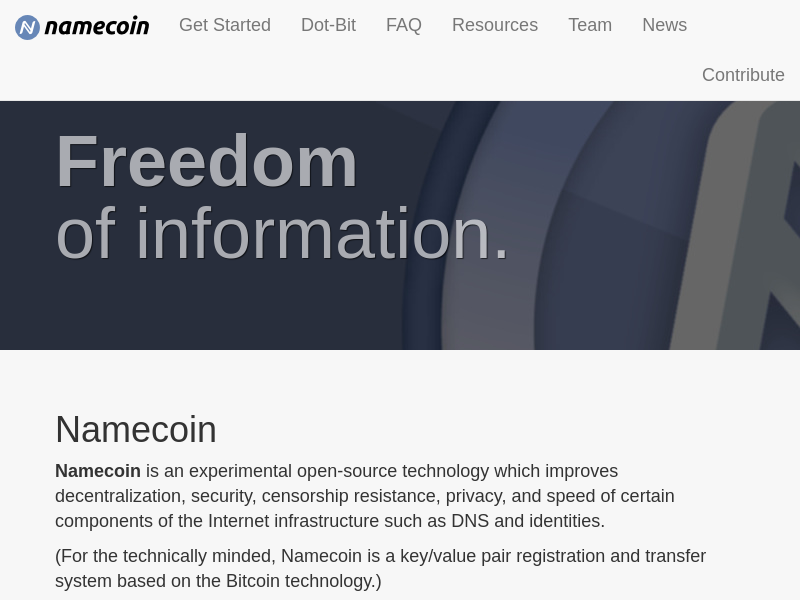 namecoin
Get Started
Dot-Bit
FAQ
Resources
Team
News
Contribute
Freedom
of information.
Namecoin
Namecoin is an experimental open-source technology which improves
decentralization, security, censorship resistance, privacy, and speed of certain
components of the Internet infrastructure such as DNS and identities.
(For the technically minded, Namecoin is a key/value pair registration and transfer
system based on the Bitcoin technology.)